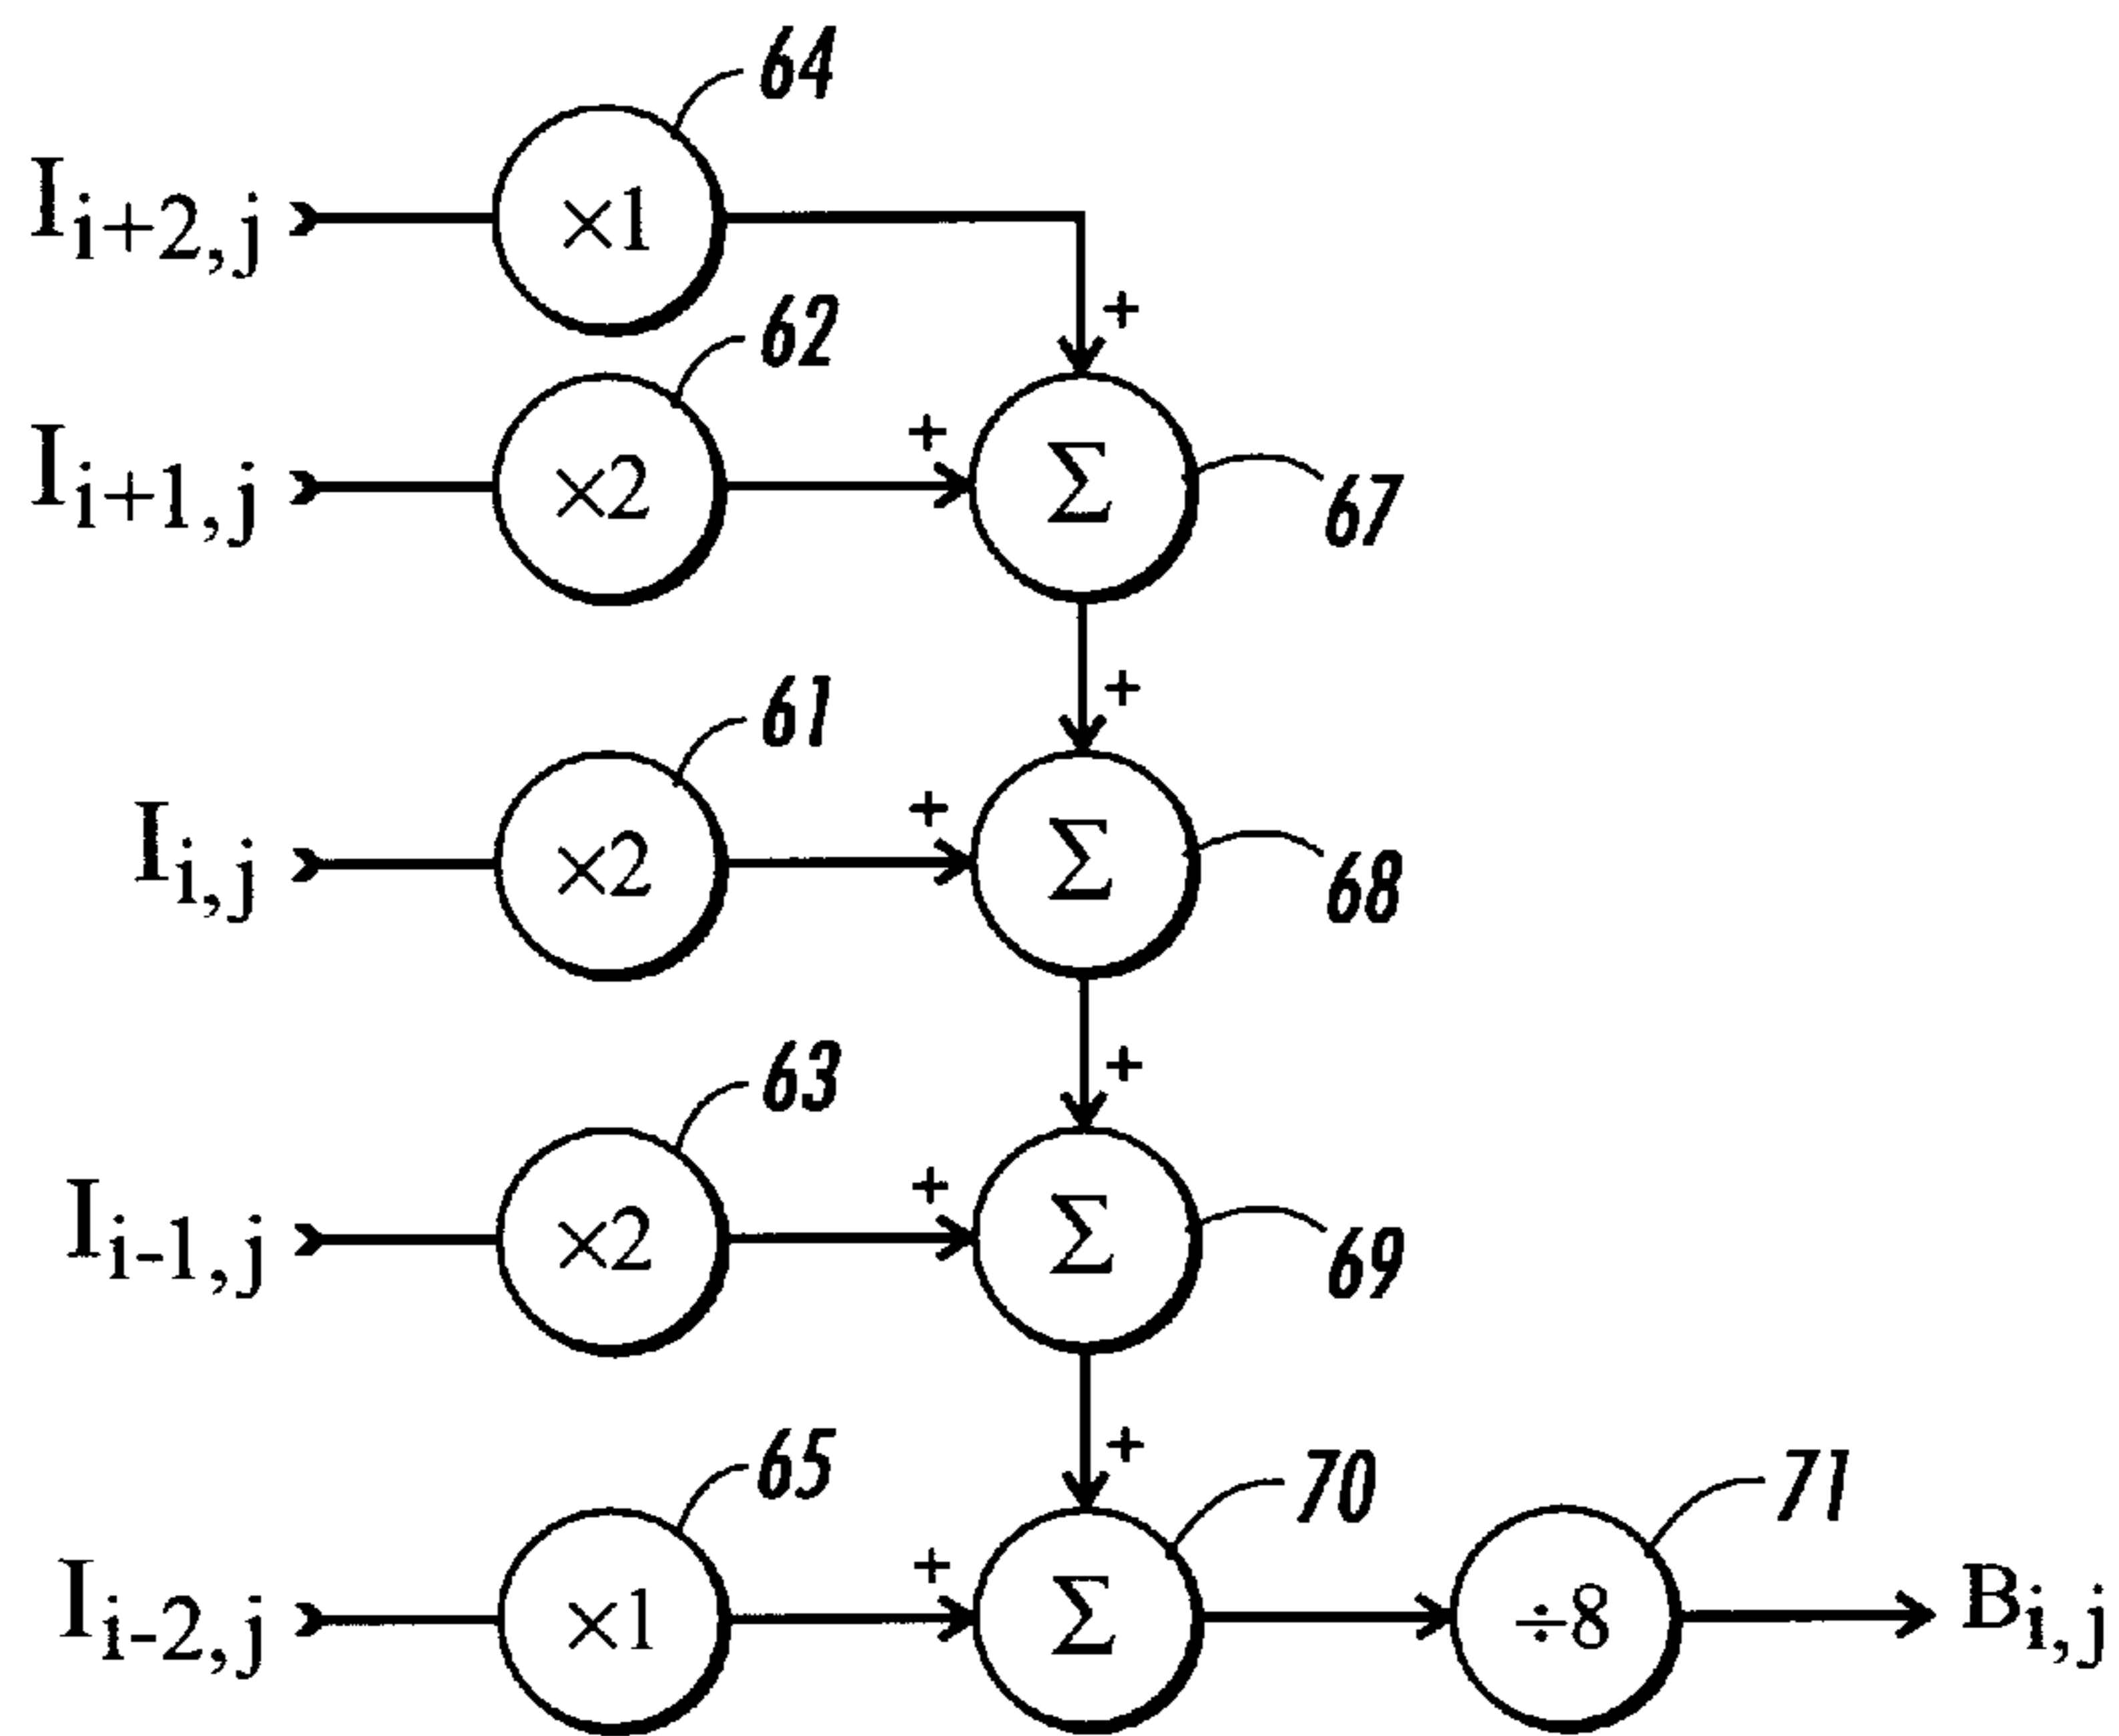 64
I_{i+2,j} ×1 +
62
I_{i+1,j} ×2 + Σ 67
+
61
I_{i,j} ×2 + Σ 68
+
63
I_{i-1,j} ×2 + Σ 69
+
65 70 71
I_{i-2,j} ×1 + Σ ÷8 B_{i,j}